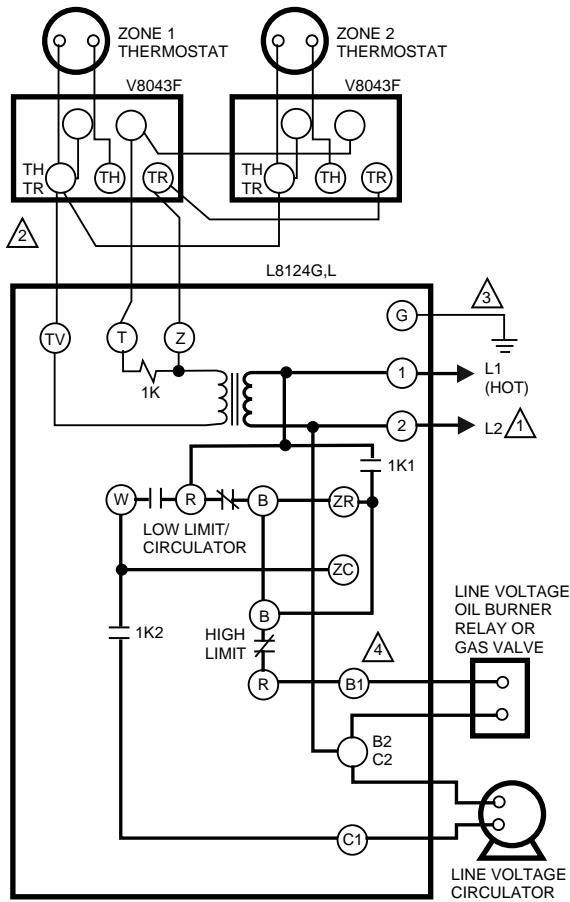 ZONE 1
THERMOSTAT
ZONE 2
THERMOSTAT
V8043F
V8043F
TH
TR
TH
TR
TH
TR
TH
TR
2
L8124G,L
3
G
TV
T
Z
1K
1
L1
(HOT)
2
L2
1
1K1
W
R
B
ZR
LOW LIMIT/
CIRCULATOR
ZC
LINE VOLTAGE
OIL BURNER
RELAY OR
GAS VALVE
1K2
B
HIGH
LIMIT
4
R
B1
B2
C2
C1
LINE VOLTAGE
CIRCULATOR